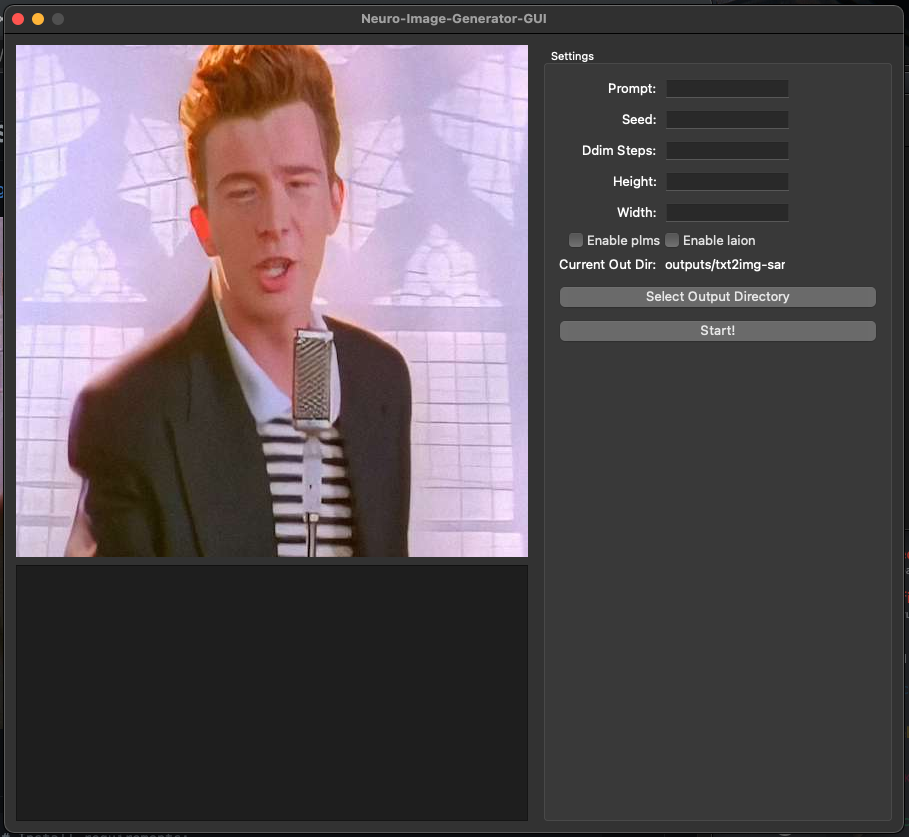 Neuro-Image-Generator-GUI
Settings
Prompt:
Seed:
Ddim Steps:
Height:
Width:
Enable plms Enable laion
Current Out Dir: outputs/txt2img-sar
Select Output Directory
Start!